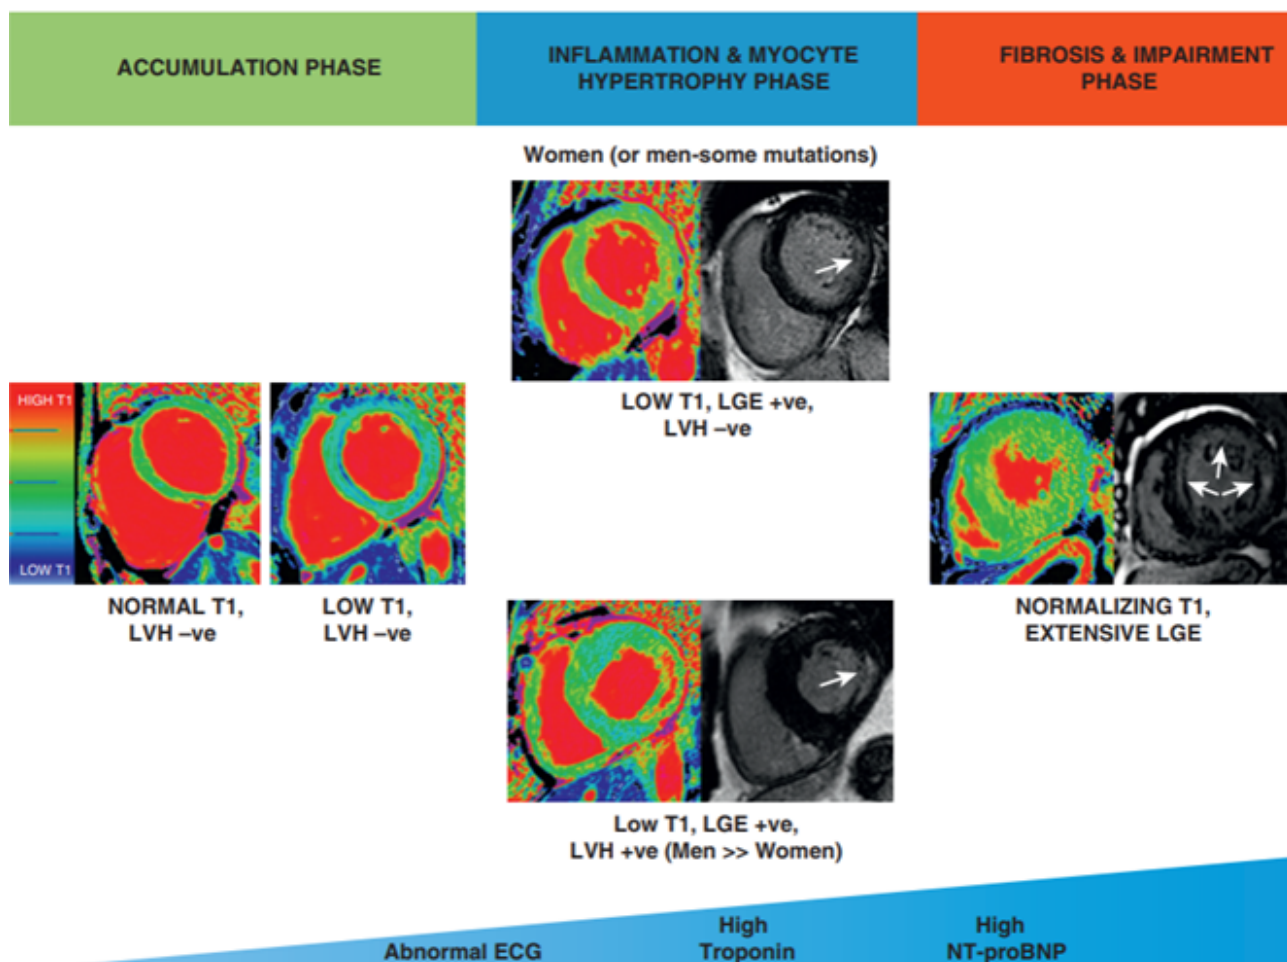 ACCUMULATION PHASE
INFLAMMATION & MYOCYTE
HYPERTROPHY PHASE
FIBROSIS & IMPAIRMENT
PHASE
Women (or men-some mutations)
LOW T1, LGE +ve,
LVH –ve
HIGH T1
LOW T1
NORMAL T1,
LVH –ve
LOW T1,
LVH –ve
NORMALIZING T1,
EXTENSIVE LGE
Low T1, LGE +ve,
LVH +ve (Men >> Women)
Abnormal ECG
High
Troponin
High
NT-proBNP